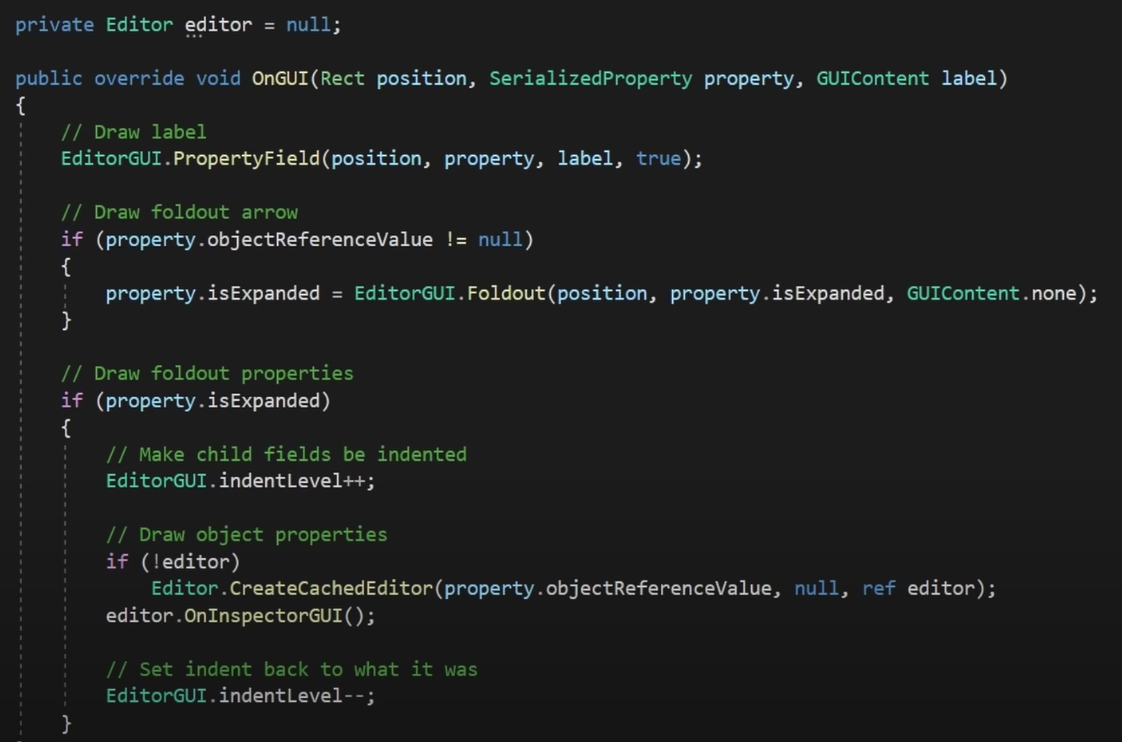 private Editor editor = null;
public override void OnGUI(Rect position, SerializedProperty property, GUIContent label)
{
// Draw label
EditorGUI.PropertyField(position, property, label, true);
// Draw foldout arrow
if (property.objectReferenceValue != null)
{
property.isExpanded = EditorGUI.Foldout(position, property.isExpanded, GUIContent.none);
}
// Draw foldout properties
if (property.isExpanded)
{
// Make child fields be indented
EditorGUI.indentLevel++;
// Draw object properties
if (!editor)
Editor.CreateCachedEditor(property.objectReferenceValue, null, ref editor);
editor.OnInspectorGUI();
// Set indent back to what it was
EditorGUI.indentLevel--;
}